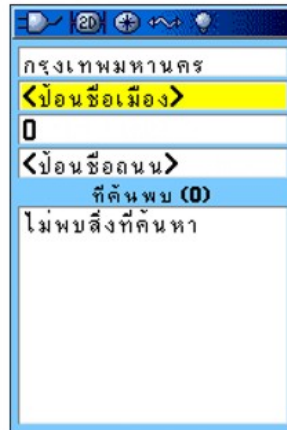 2D
กรุงเทพมหานคร
<ป้อนชื่อเมือง>
0
<ป้อนชื่อถนน>
ที่ค้นพบ (0)
ไม่พบสิ่งที่ค้นหา